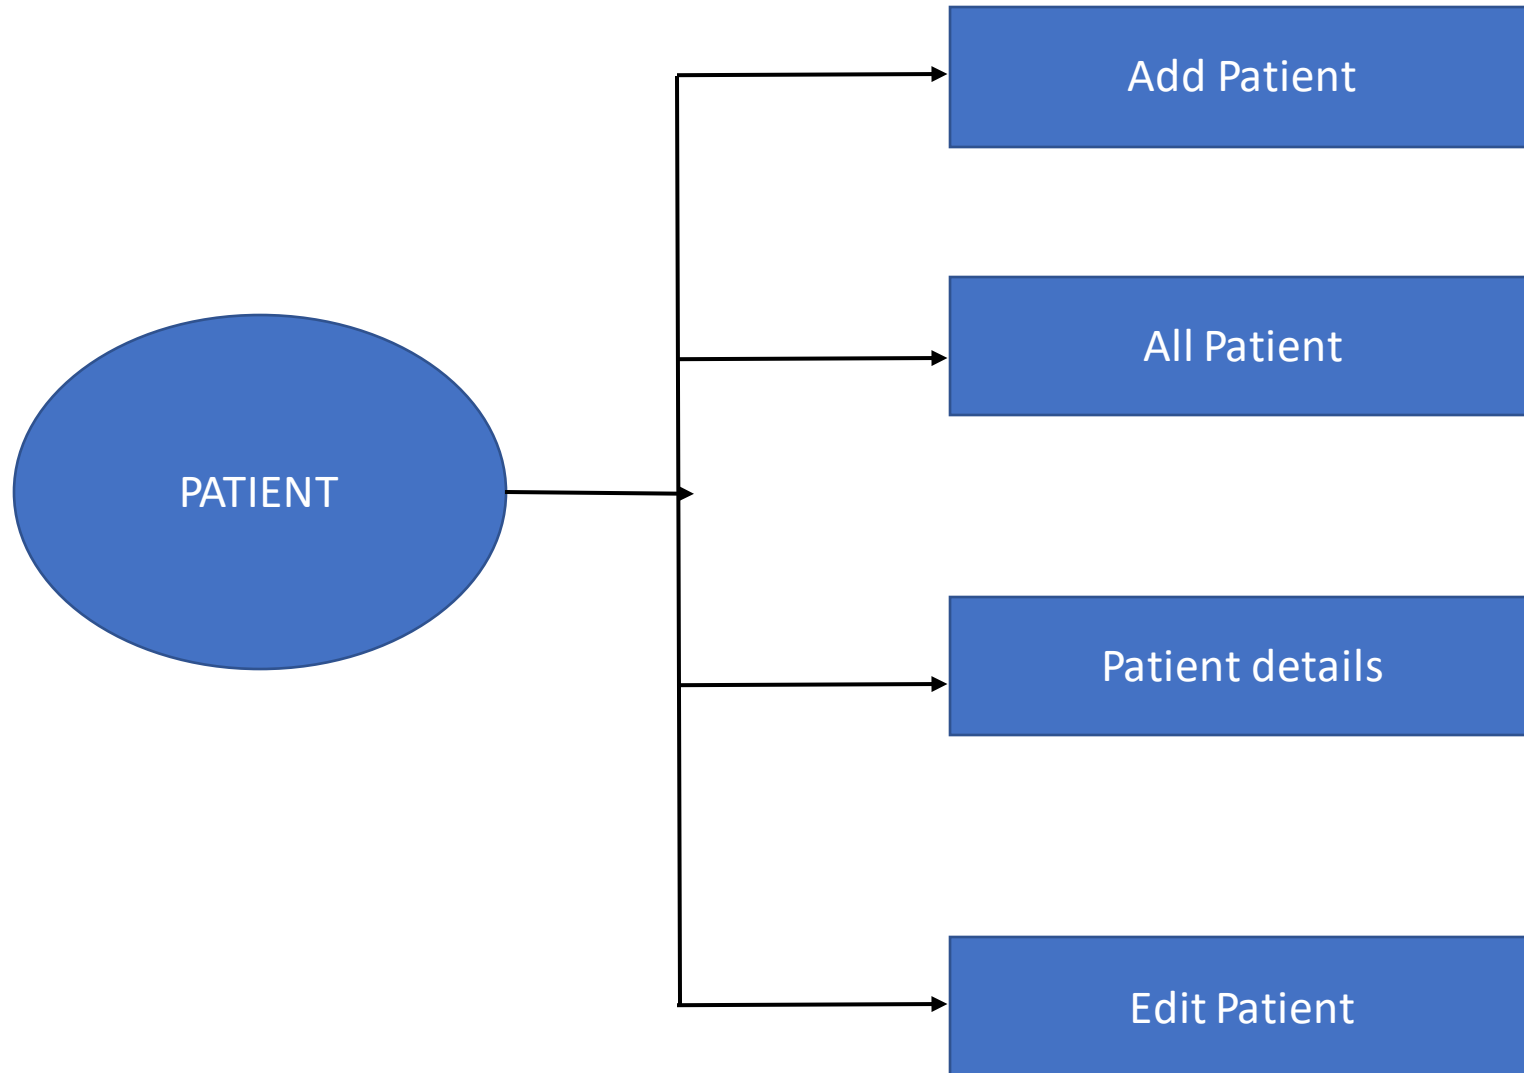 Add Patient
All Patient
PATIENT
Patient details
Edit Patient